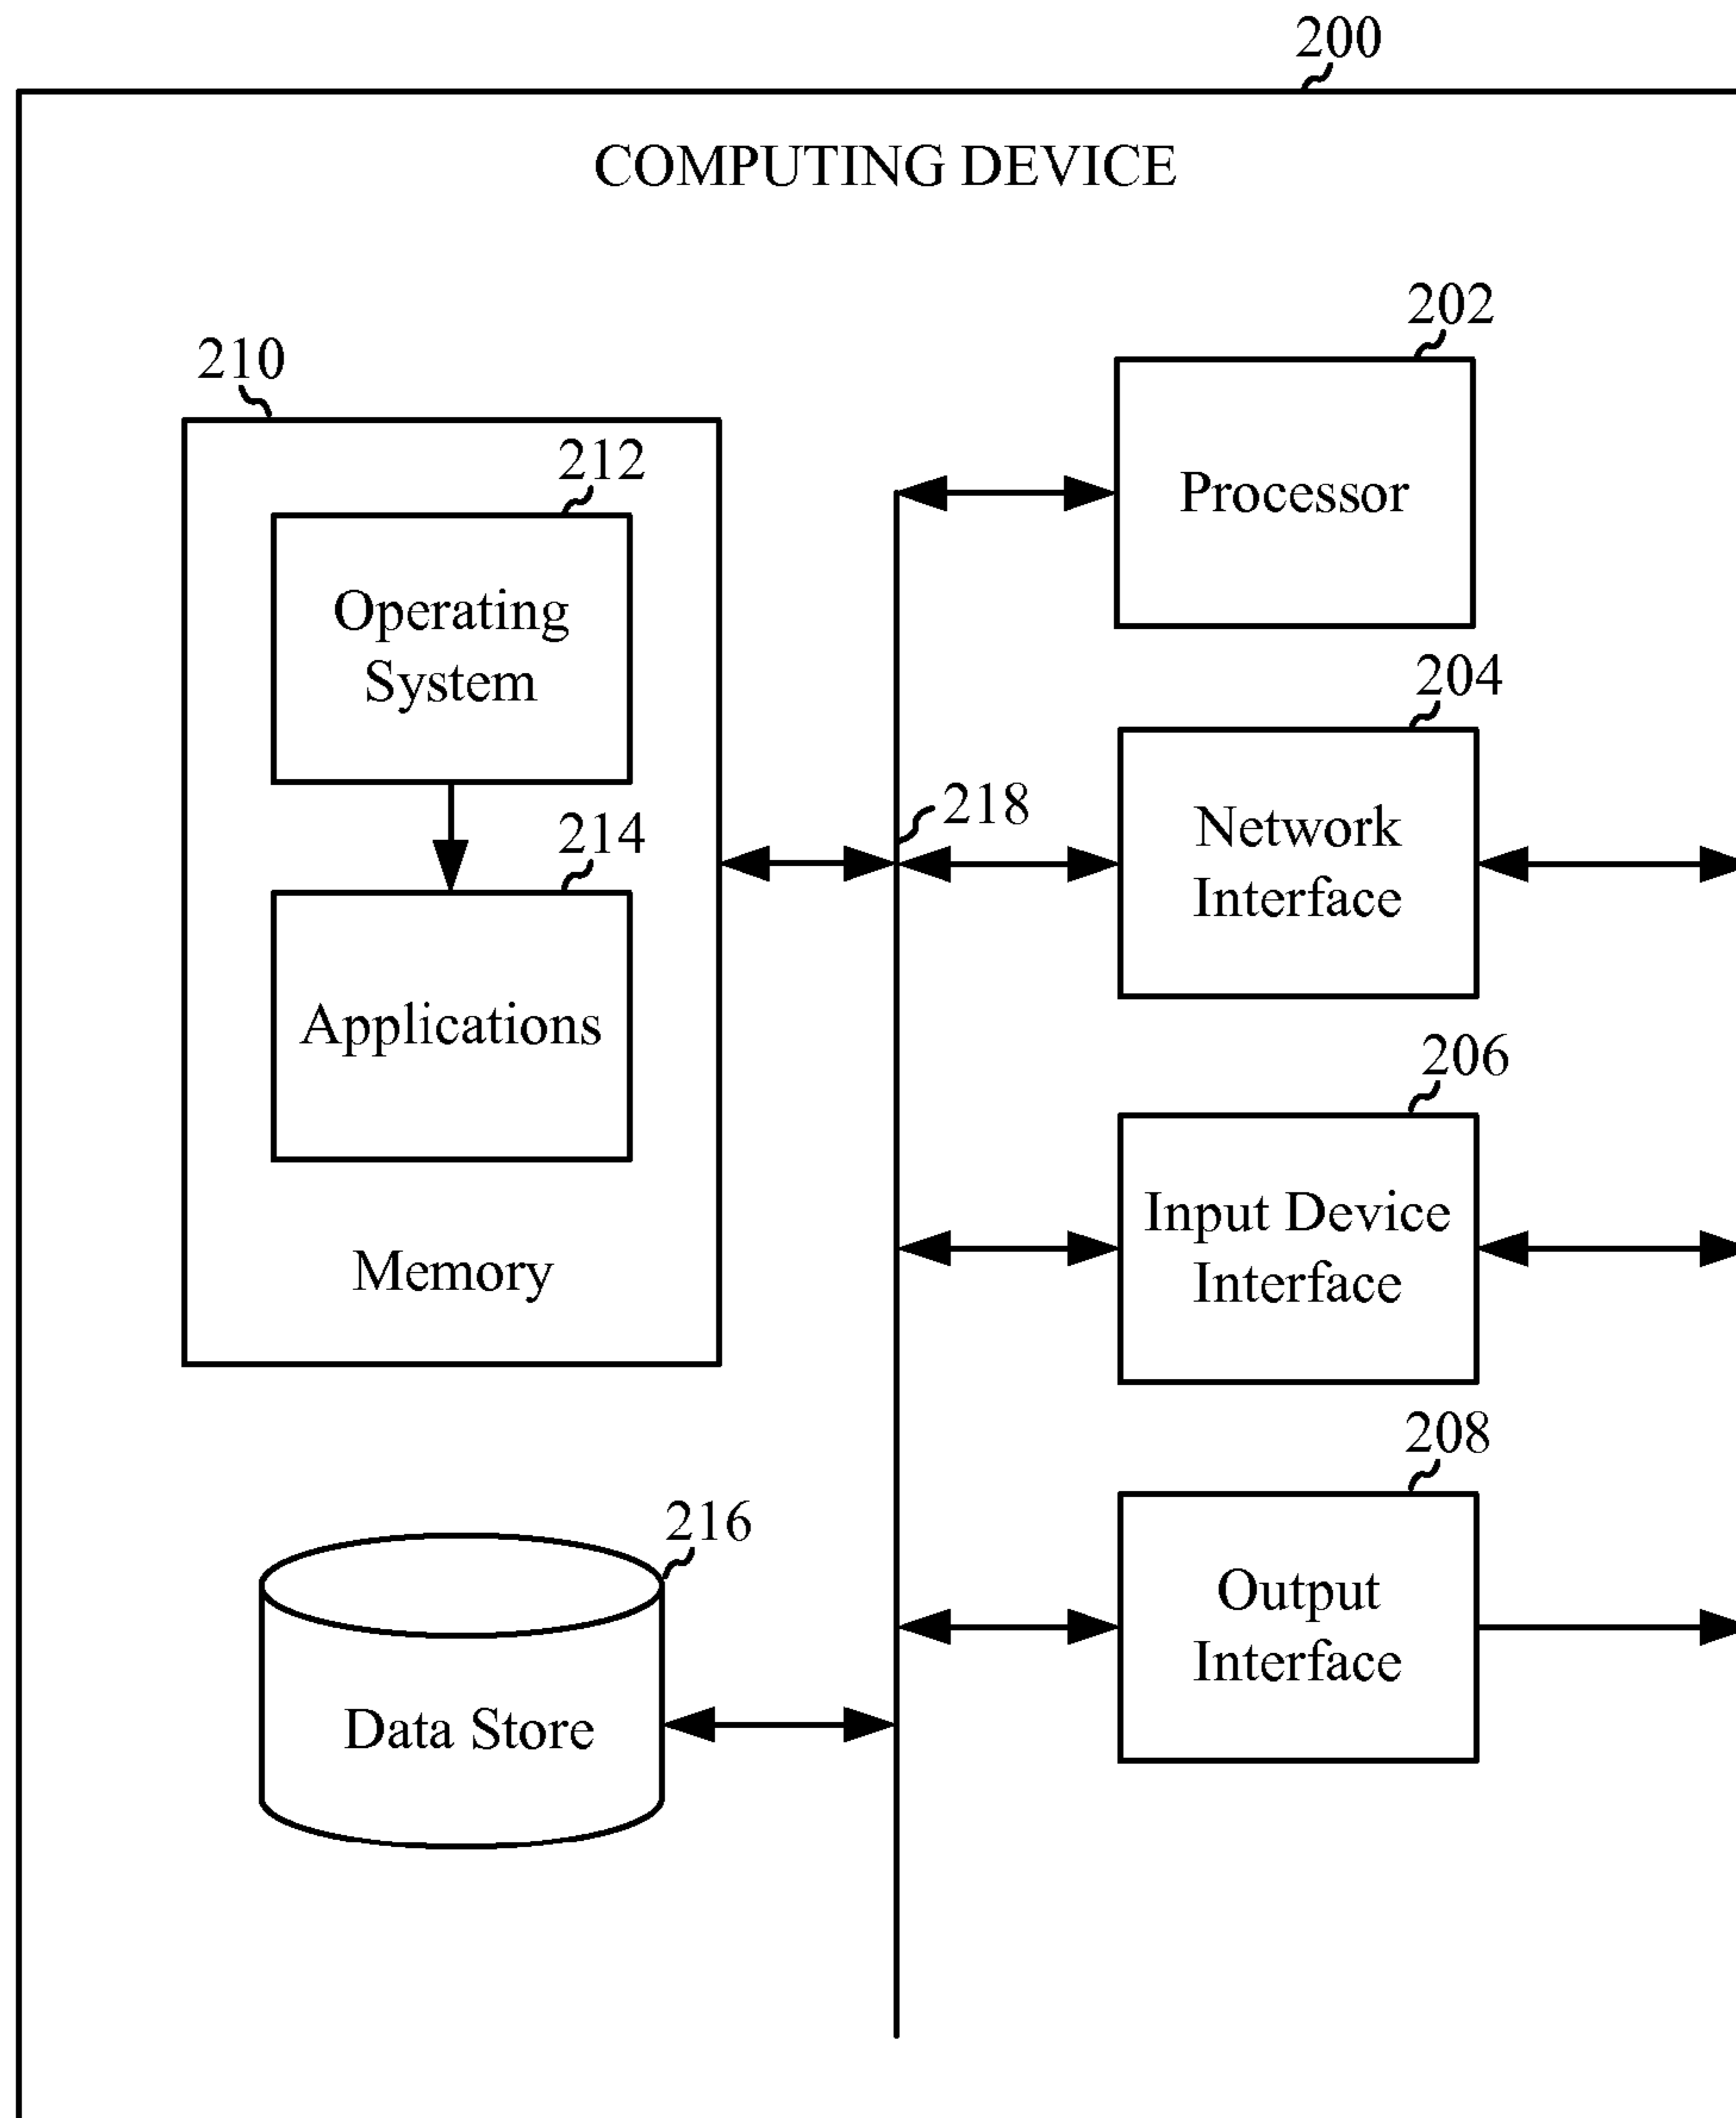 200
COMPUTING DEVICE
202
210
212
Processor
Operating
System
204
218
Network
Interface
214
Applications
206
Input Device
Interface
Memory
208
216
Output
Interface
Data Store